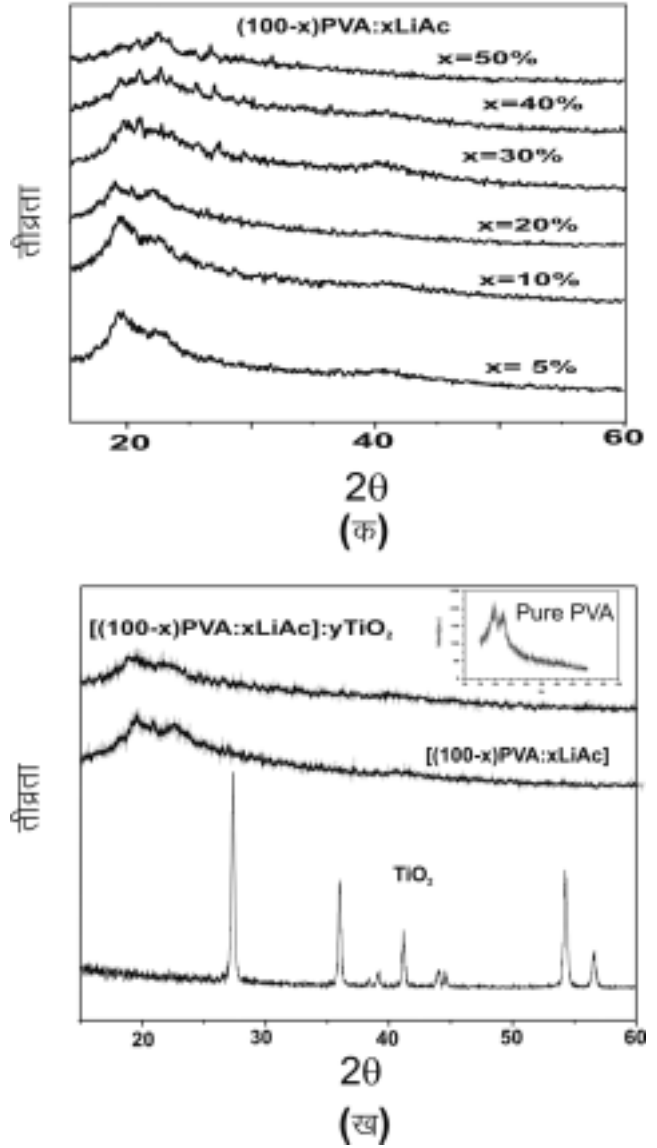 (100-x)PVA:xLiAc
x=50%
x=40%
x=30%
x=20%
x=10%
x= 5%
तीव्रता
20 40 60
2θ
(क)
[(100-x)PVA:xLiAc]:yTiO₂
Pure PVA
[(100-x)PVA:xLiAc]
TiO₂
तीव्रता
20 30 40 50 60
2θ
(ख)